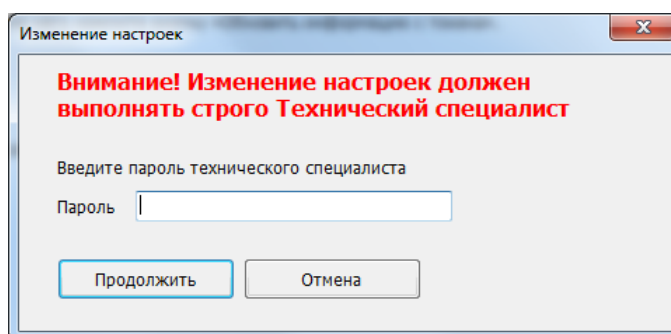 Изменение настроек
Внимание! Изменение настроек должен
выполнять строго Технический специалист
Введите пароль технического специалиста
Пароль
Продолжить
Отмена